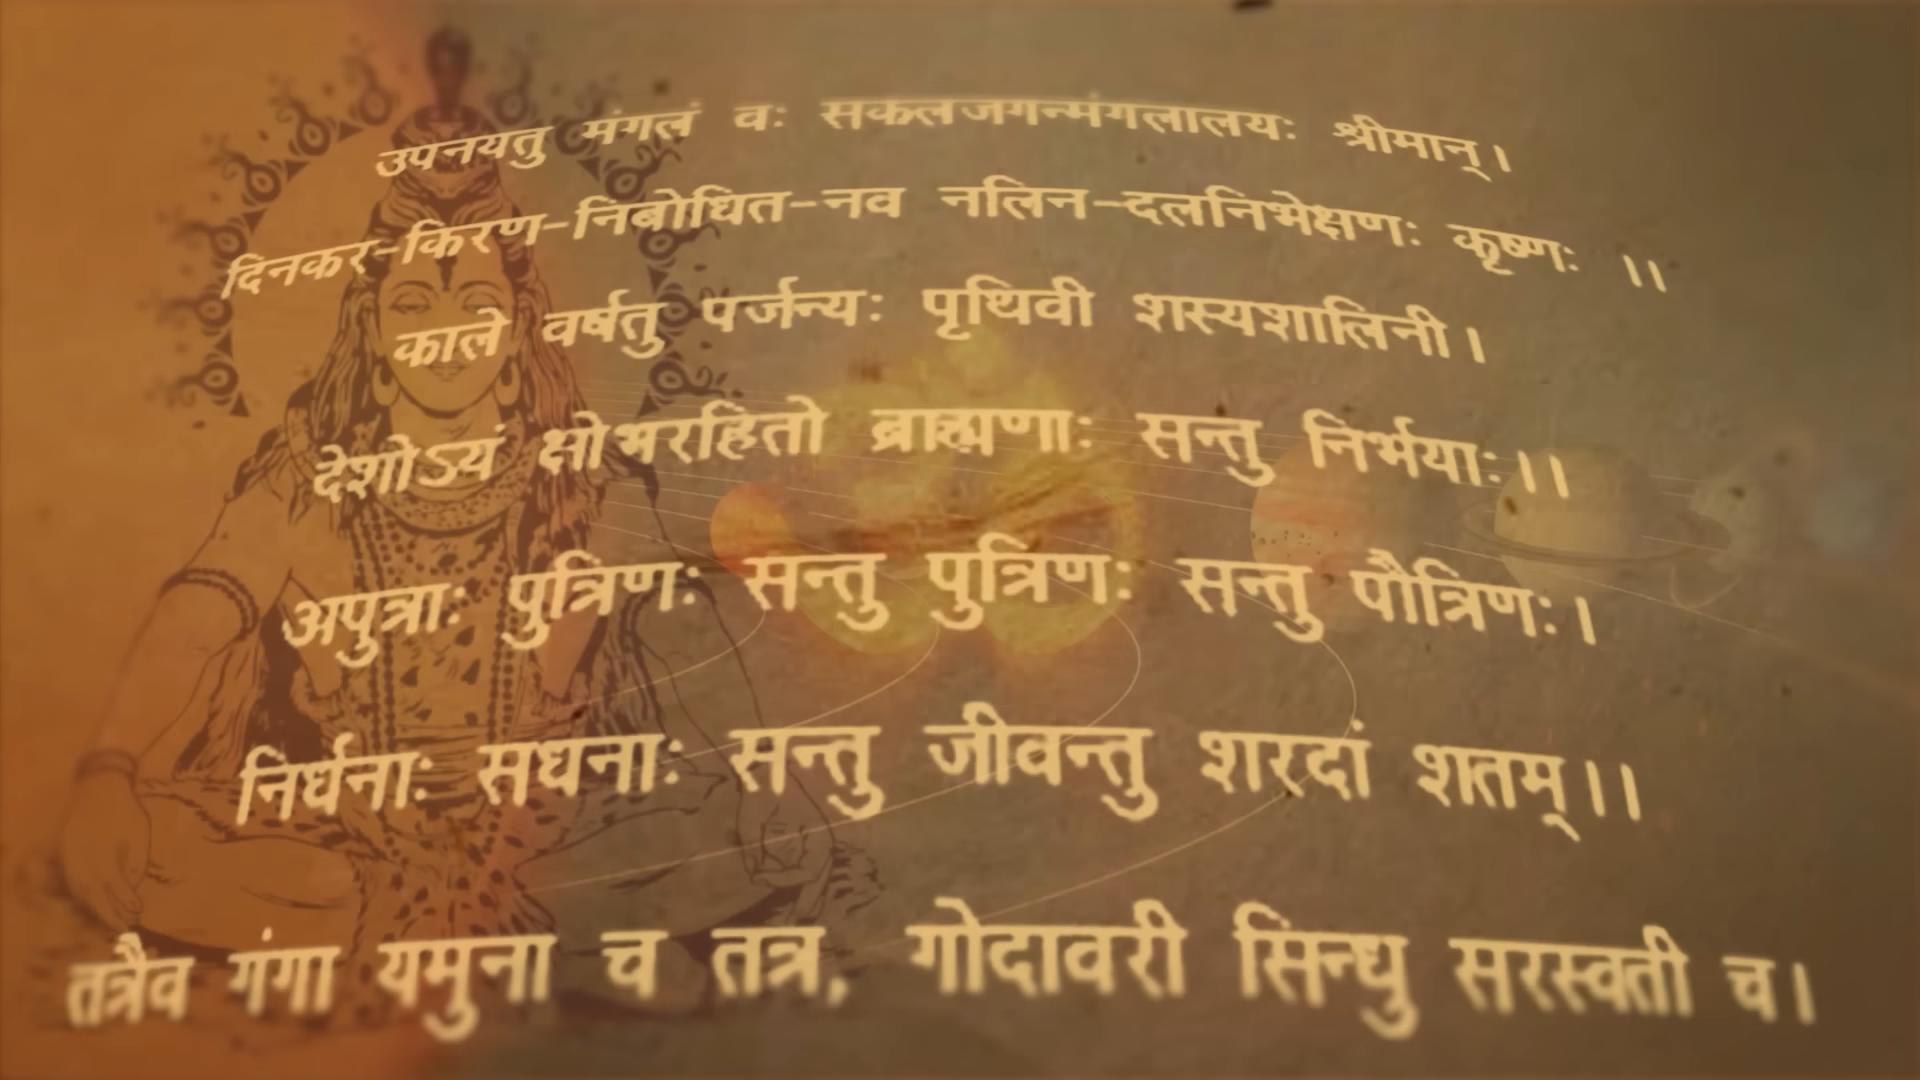 उपनयतु मंगलं वः सकलजगन्मंगलालयः श्रीमान्।
दिनकर-किरण-निबोधित-नव नलिन-दलनिभेक्षणः कृष्णः ।।
काले वर्षतु पर्जन्यः पृथिवी शस्यशालिनी।
देशोऽयं क्षोभरहितो ब्राह्मणाः सन्तु निर्भयाः।।
अपुत्राः पुत्रिणः सन्तु पुत्रिणः सन्तु पौत्रिणः।
निर्धनाः सधनाः सन्तु जीवन्तु शरदां शतम्।।
तत्रैव गंगा यमुना च तत्र, गोदावरी सिन्धु सरस्वती च।